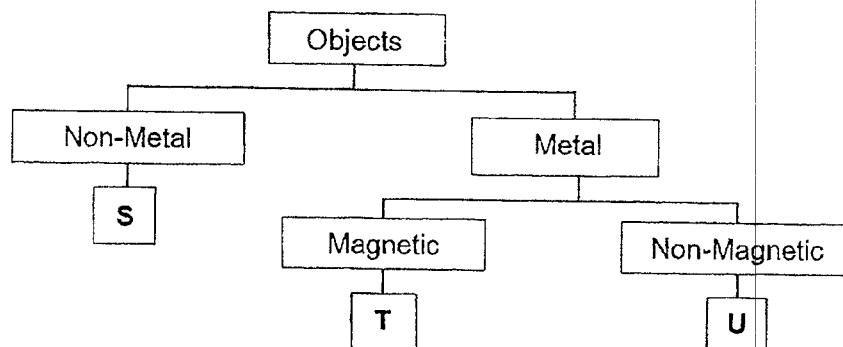 Objects
Non-Metal
Metal
S
Magnetic
Non-Magnetic
T
U